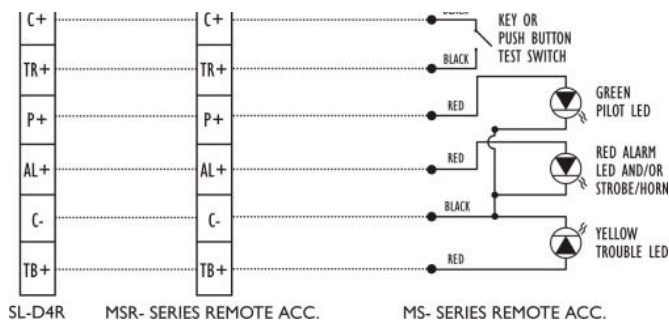 C+
C+
KEY OR
PUSH BUTTON
TEST SWITCH
TR+
TR+
BLACK
P+
P+
RED
GREEN
PILOT LED
AL+
AL+
RED
RED ALARM
LED AND/OR
STROBE/HORN
C-
C-
BLACK
YELLOW
TROUBLE LED
TB+
TB+
RED
SL-D4R
MSR- SERIES REMOTE ACC.
MS- SERIES REMOTE ACC.